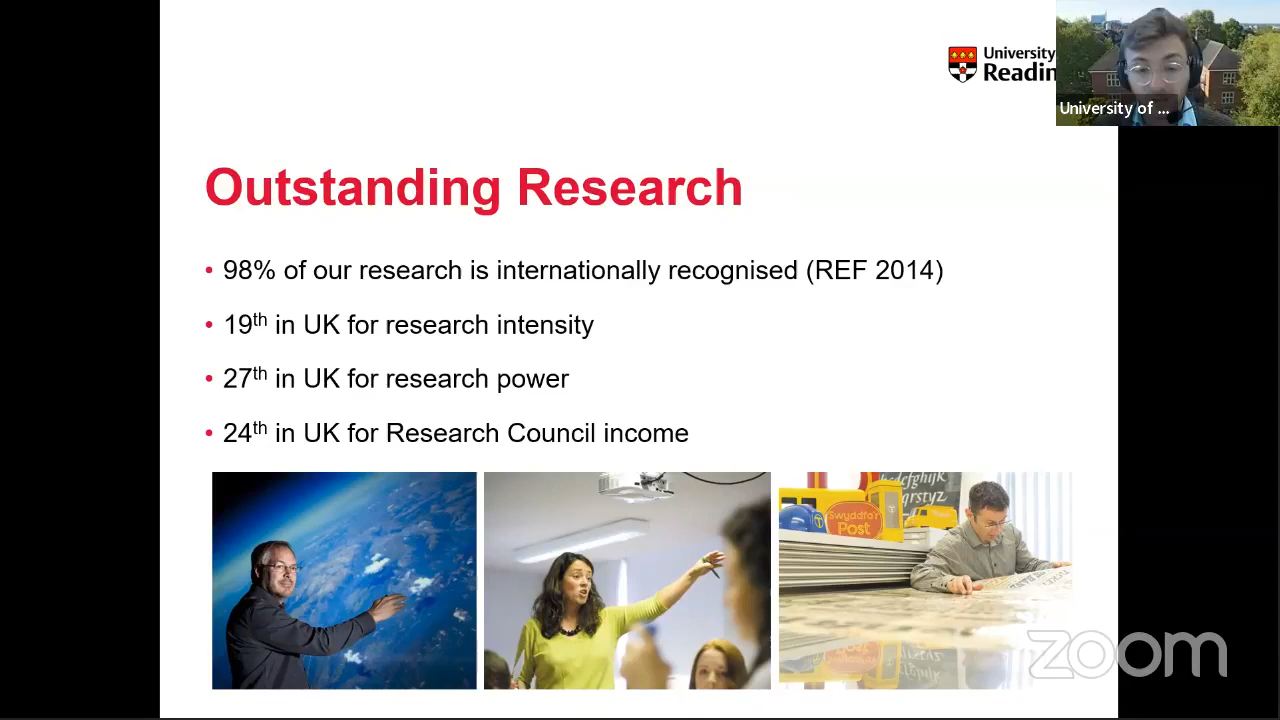 University
Readin
University of ...
Outstanding Research
• 98% of our research is internationally recognised (REF 2014)
• 19th in UK for research intensity
• 27th in UK for research power
• 24th in UK for Research Council income
Swyddfa'r
Post
zoom